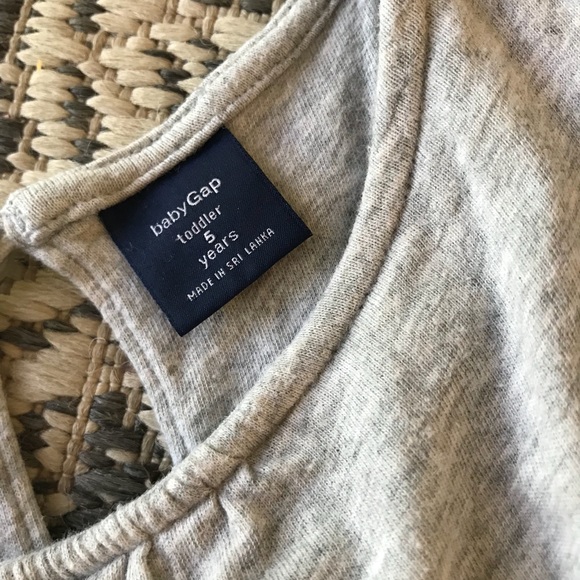 babyGap
toddler
5
years
MADE IN SRI LANKA